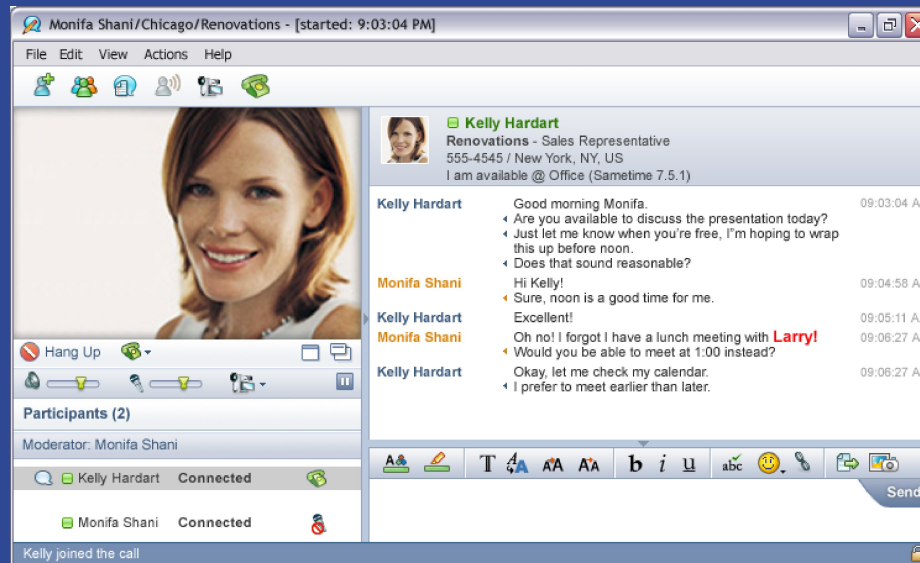 Monifa Shani/Chicago/Renovations - [started: 9:03:04 PM]
File Edit View Actions Help
Kelly Hardart
Renovations - Sales Representative
555-4545 / New York, NY, US
I am available @ Office (Sametime 7.5.1)
Kelly Hardart Good morning Monifa. 09:03:04 A
Are you available to discuss the presentation today?
Just let me know when you're free, I"m hoping to wrap
this up before noon.
Does that sound reasonable?
Monifa Shani Hi Kelly! 09:04:58 A
Sure, noon is a good time for me.
Kelly Hardart Excellent! 09:05:11 A
Monifa Shani Oh no! I forgot I have a lunch meeting with Larry! 09:06:27 A
Would you be able to meet at 1:00 instead?
Kelly Hardart Okay, let me check my calendar. 09:06:27 A
I prefer to meet earlier than later.
Hang Up
Participants (2)
Moderator: Monifa Shani
Kelly Hardart Connected
Monifa Shani Connected
Kelly joined the call
A& T AA AA AA b i u abc
Send